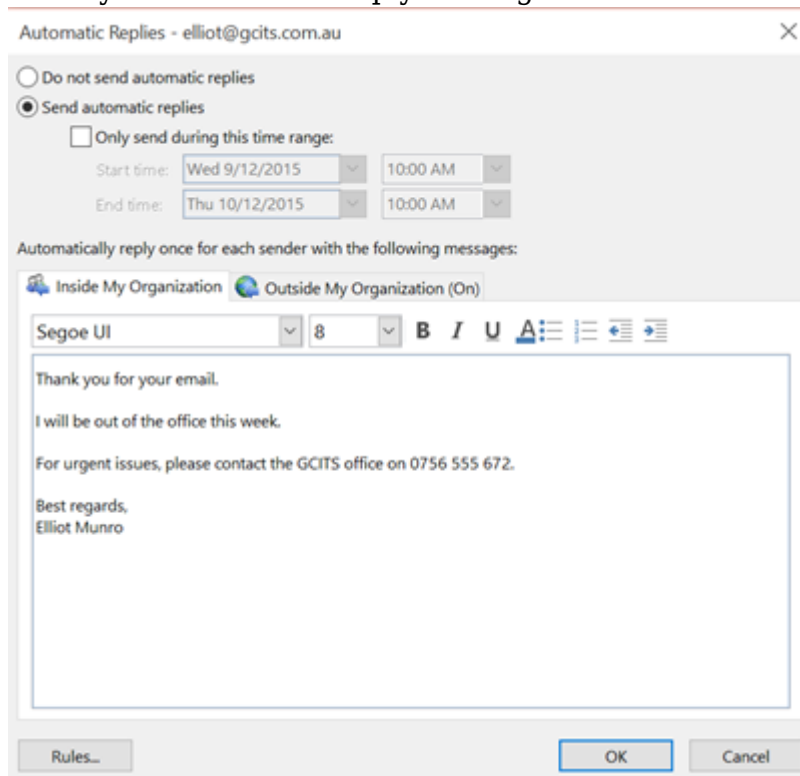 Automatic Replies - elliot@gcits.com.au
Do not send automatic replies
Send automatic replies
Only send during this time range:
Start time: Wed 9/12/2015 10:00 AM
End time: Thu 10/12/2015 10:00 AM
Automatically reply once for each sender with the following messages:
Inside My Organization Outside My Organization (On)
Segoe UI 8 B I U A
Thank you for your email.
I will be out of the office this week.
For urgent issues, please contact the GCITS office on 0756 555 672.
Best regards,
Elliot Munro
Rules... OK Cancel